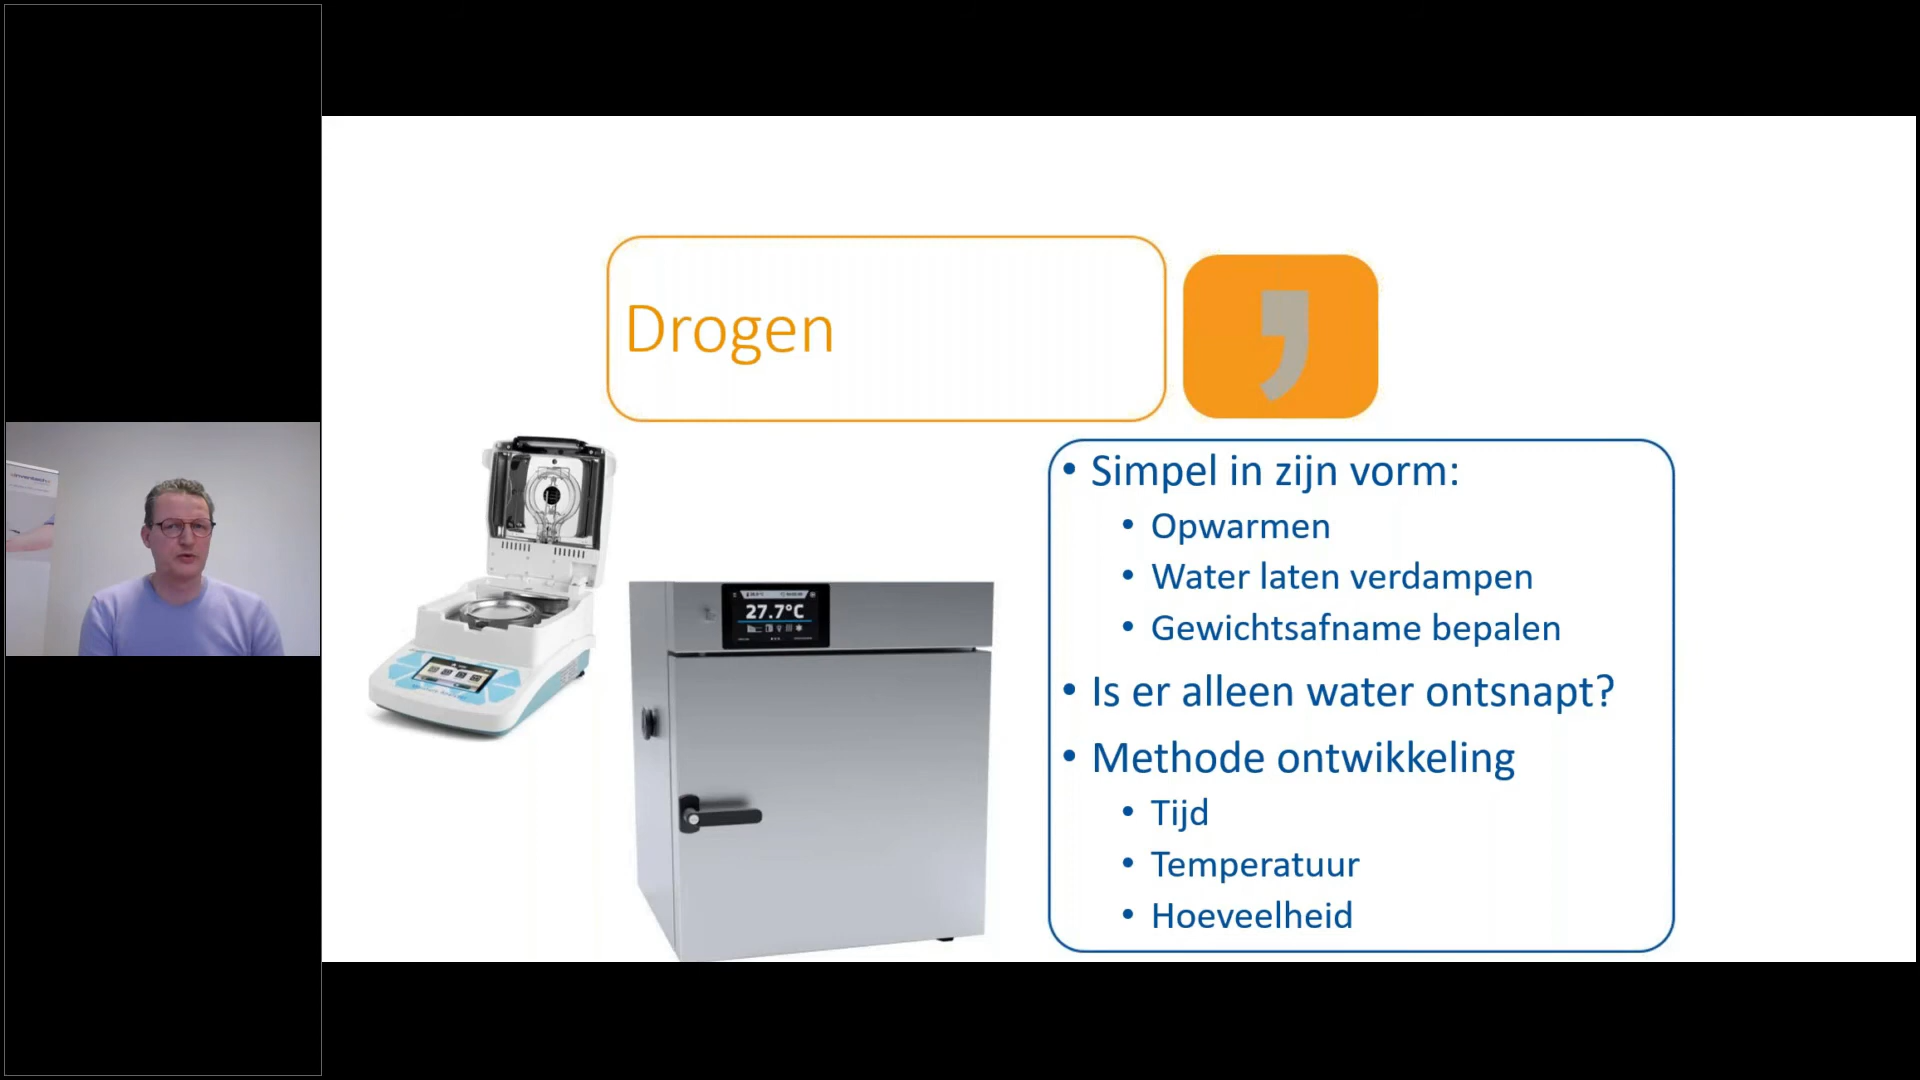 Drogen
,
• Simpel in zijn vorm:
• Opwarmen
• Water laten verdampen
• Gewichtsafname bepalen
• Is er alleen water ontsnapt?
• Methode ontwikkeling
• Tijd
• Temperatuur
• Hoeveelheid
27.7°C